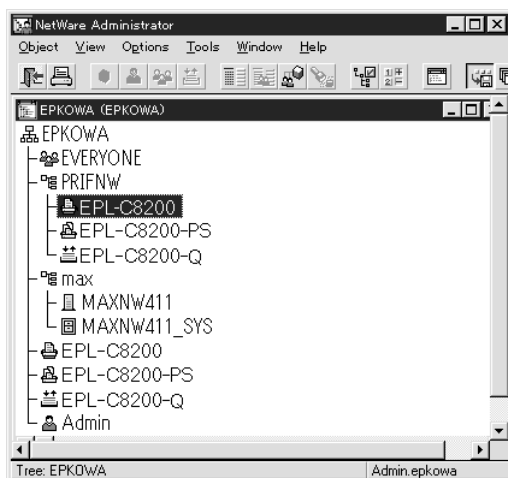 NetWare Administrator
Object View Options Tools Window Help
EPKOWA (EPKOWA)
EPKOWA
EVERYONE
PRIFNW
EPL-C8200
EPL-C8200-PS
EPL-C8200-Q
max
MAXNW411
MAXNW411_SYS
EPL-C8200
EPL-C8200-PS
EPL-C8200-Q
Admin
Tree: EPKOWA Admin.epkowa